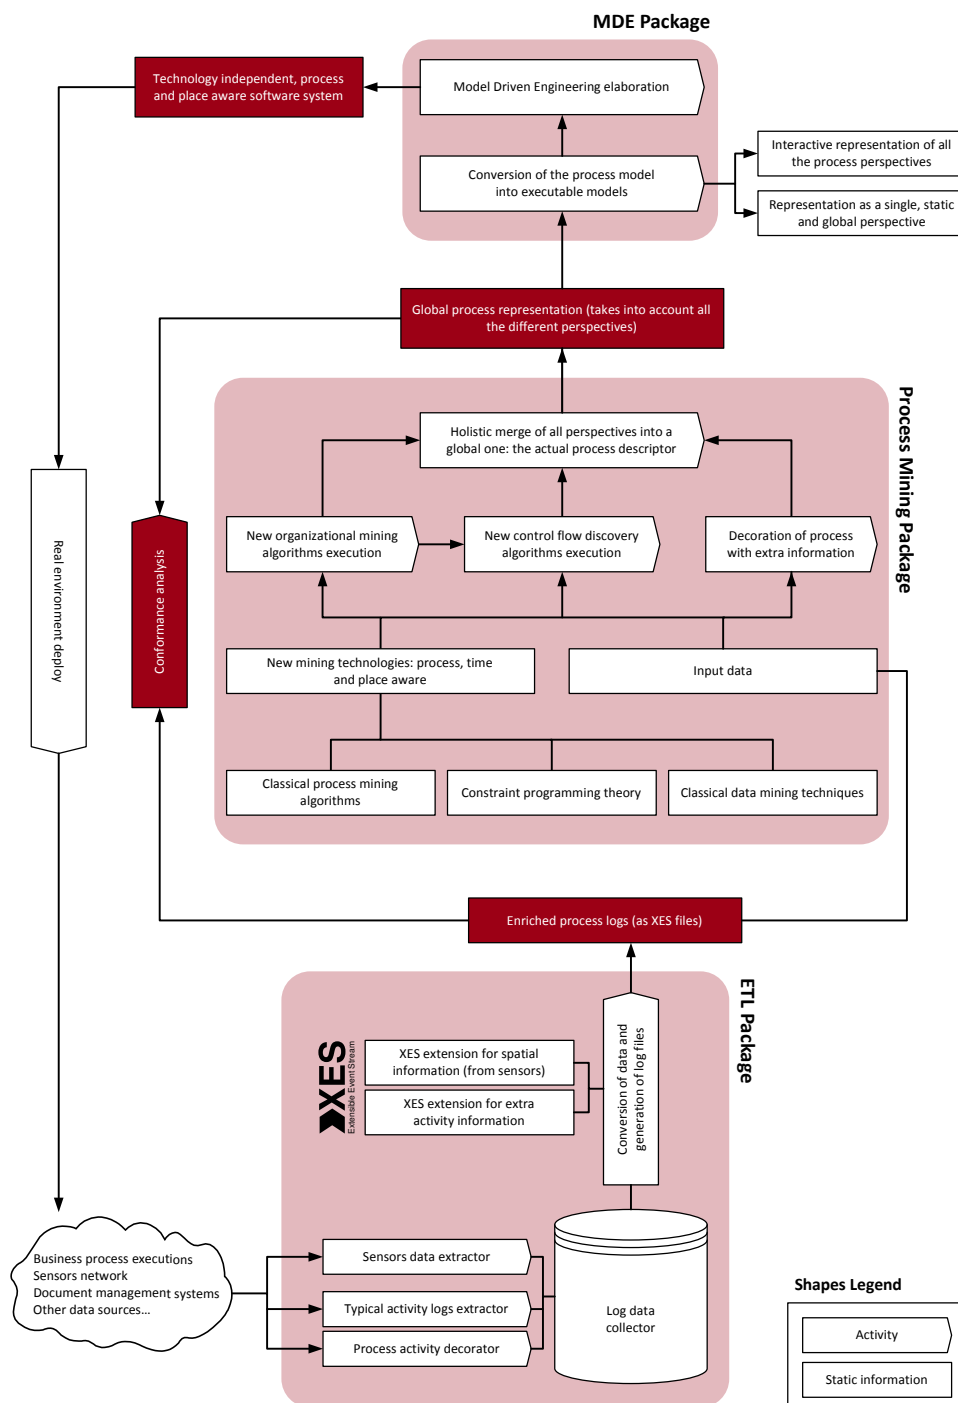 MDE Package
Technology independent, process
and place aware software system
Model Driven Engineering elaboration
Conversion of the process model
into executable models
Interactive representation of all
the process perspectives
Representation as a single, static
and global perspective
Global process representation (takes into account all
the different perspectives)
Process Mining Package
Holistic merge of all perspectives into a
global one: the actual process descriptor
New organizational mining
algorithms execution
New control flow discovery
algorithms execution
Decoration of process
with extra information
Real environment
deploy
Conformance analysis
New mining technologies: process, time
and place aware
Input data
Classical process mining
algorithms
Constraint programming theory
Classical data mining techniques
Enriched process logs (as XES files)
ETL Package
XES
Extensible Event Stream
XES extension for spatial
information (from sensors)
XES extension for extra
activity information
Conversion of data and
generation of log files
Business process executions
Sensors network
Document management systems
Other data sources...
Sensors data extractor
Typical activity logs extractor
Process activity decorator
Log data
collector
Shapes Legend
Activity
Static information